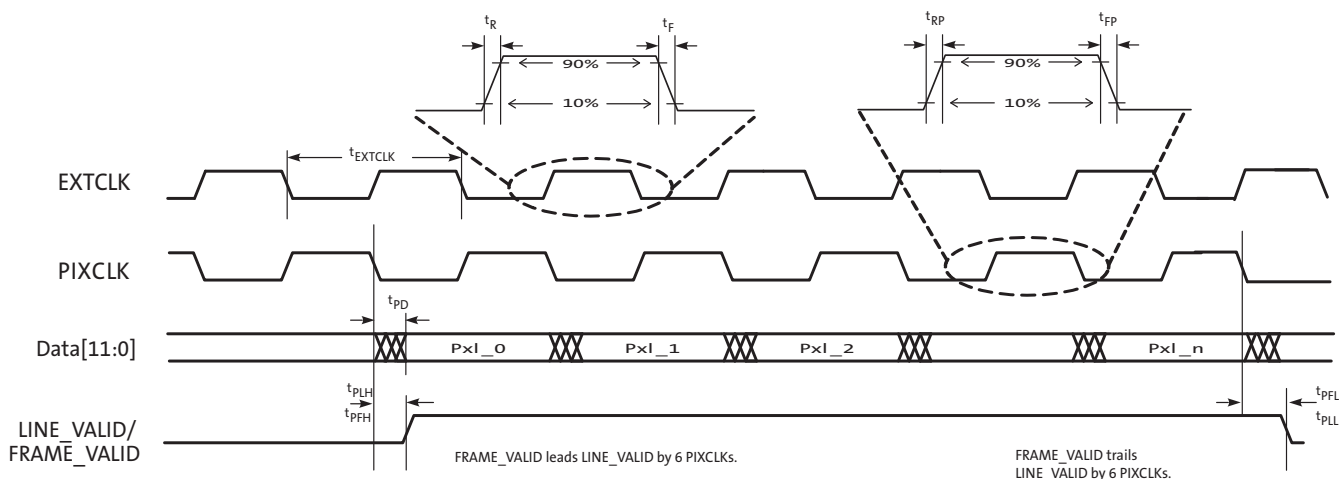 tR
tF
tRP
tFP
90%
90%
10%
10%
tEXTCLK
EXTCLK
PIXCLK
tPD
Data[11:0]
Pxl_0
Pxl_1
Pxl_2
Pxl_n
tPLH
tPFH
tPFL
tPLL
LINE_VALID/
FRAME_VALID
FRAME_VALID leads LINE_VALID by 6 PIXCLKs.
FRAME_VALID trails
LINE_VALID by 6 PIXCLKs.